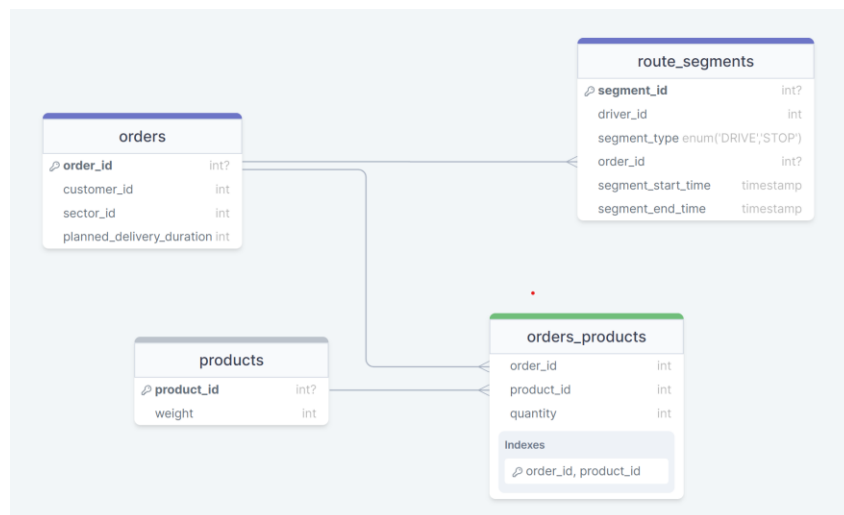 route_segments
segment_id int?
driver_id int
segment_type enum('DRIVE','STOP')
order_id int?
segment_start_time timestamp
segment_end_time timestamp
orders
order_id int?
customer_id int
sector_id int
planned_delivery_duration int
products
product_id int?
weight int
orders_products
order_id int
product_id int
quantity int
Indexes
order_id, product_id